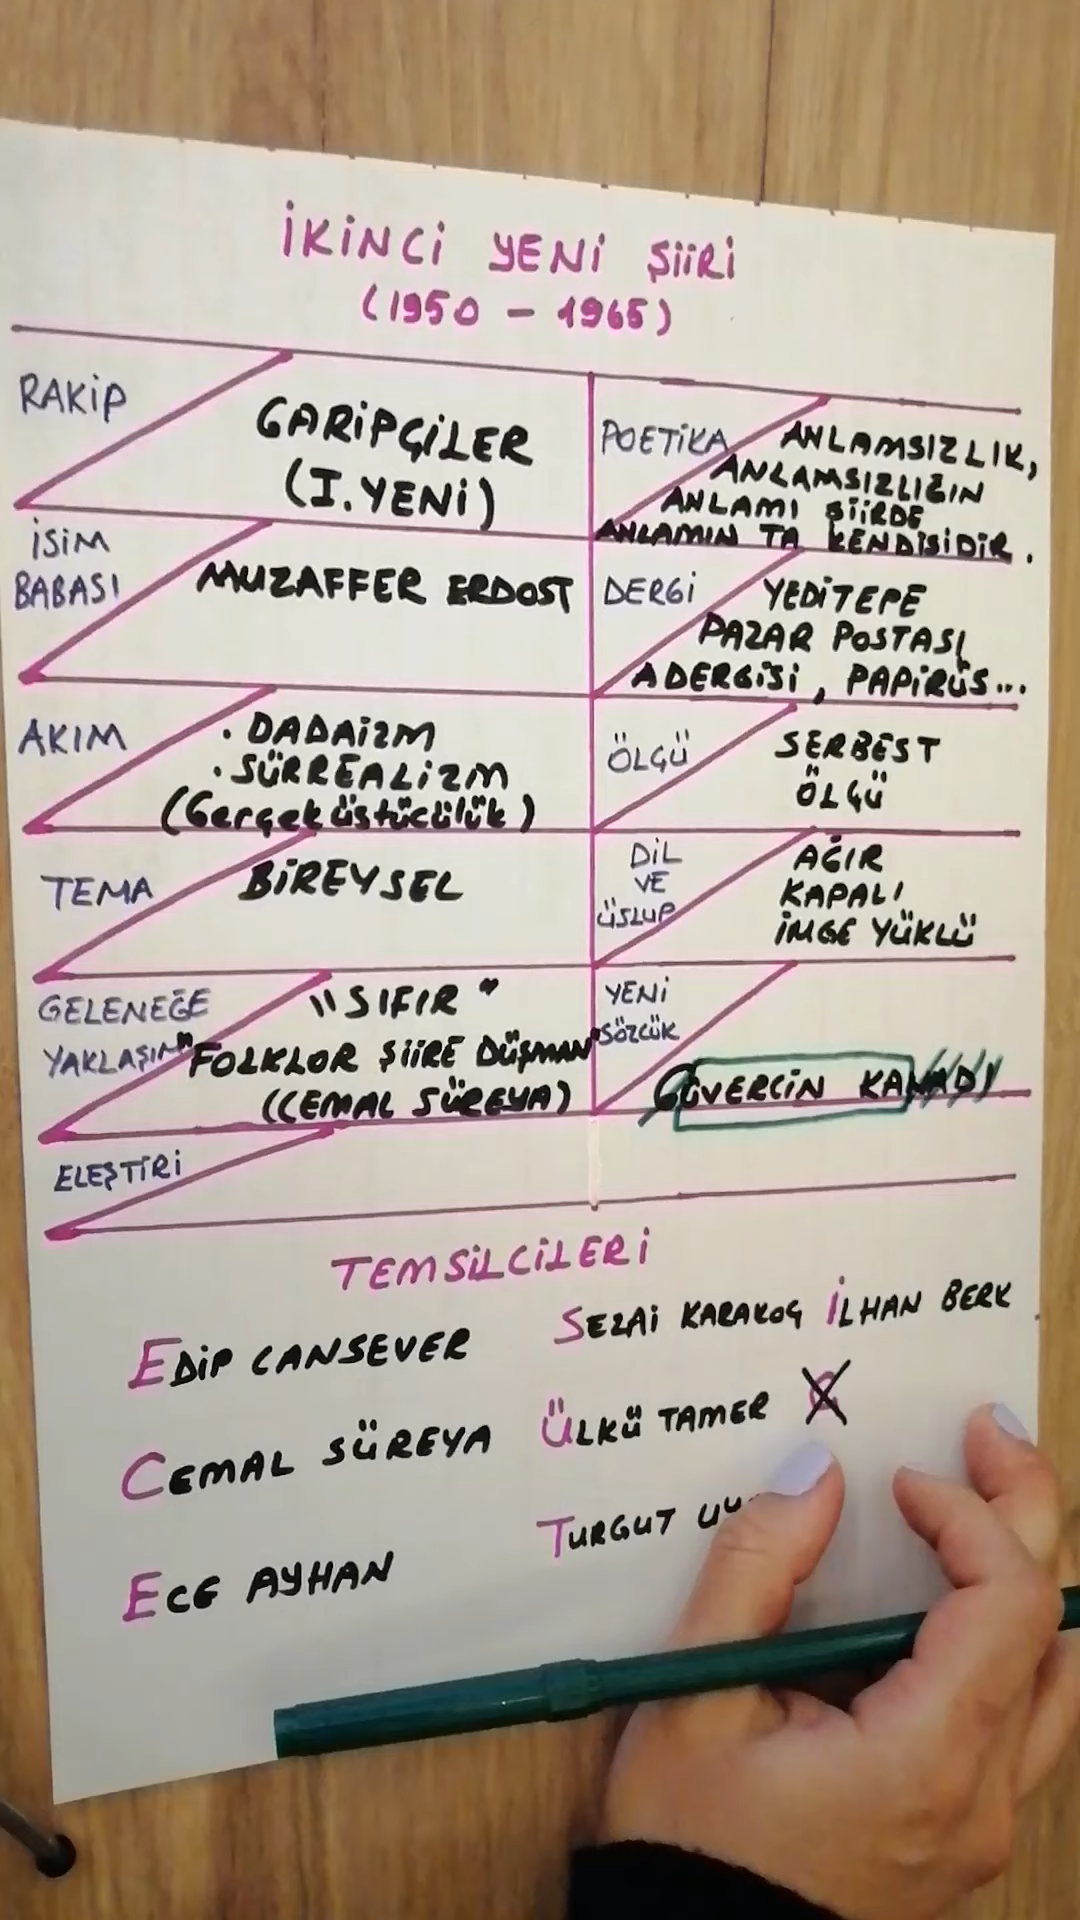 İKİNCİ YENİ ŞİİRİ
(1950 - 1965)
RAKİP
GARİPÇİLER
(I. YENİ)
POETİKA
ANLAMSIZLIK,
ANLAMSIZLIĞIN
ANLAMI ŞİİRDE
ANLAMIN TA KENDİSİDİR.
İSİM
BABASI
MUZAFFER ERDOST
DERGİ
YEDİTEPE
PAZAR POSTASI
A DERGİSİ, PAPİRÜS...
AKIM
. DADAİZM
. SÜRREALİZM
(Gerçeküstücülük)
ÖLÇÜ
SERBEST
ÖLÇÜ
TEMA
BİREYSEL
DİL
VE
ÜSLUP
AĞIR
KAPALI
İMGE YÜKLÜ
GELENEĞE
YAKLAŞIM
"SIFIR"
"FOLKLOR ŞİİRE DÜŞMAN"
(CEMAL SÜREYA)
YENİ
SÖZCÜK
GÜVERCİN KANADI
ELEŞTİRİ
TEMSİLCİLERİ
EDİP CANSEVER
SEZAİ KARAKOÇ İLHAN BERK
CEMAL SÜREYA
ÜLKÜ TAMER
ECE AYHAN
TURGUT